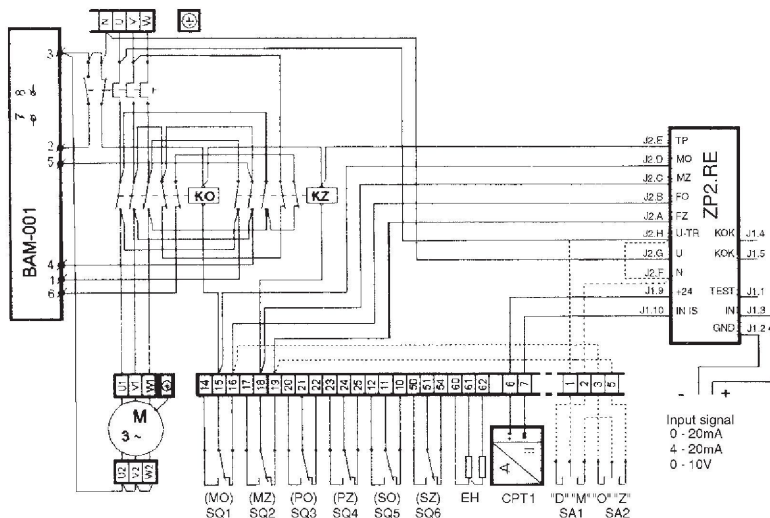 N U V W
3
8
7
2
5
BAM-001
4
1
6
KO
KZ
J2.E TP
J2.D MO
J2.C MZ
J2.B FO
J2.A FZ
J2.H U-TR KOK J1.4
J2.G U KOK J1.5
J2.F N
J1.9 +24 TEST J1.1
J1.10 IN IS IN J1.3
GND J1.2.4
ZP2.RE
U1 V1 W1
M
3 ~
U2 V2 W2
14 15 16 17 18 19 20 21 22 23 24 25 12 11 10 50 51 54 60 61 62 6 7 1 2 3 5
- +
Input signal
0 - 20mA
4 - 20mA
0 - 10V
A
(MO) (MZ) (PO) (PZ) (SO) (SZ) EH CPT1 "D" "M" "O" "Z"
SQ1 SQ2 SQ3 SQ4 SQ5 SQ6 SA1 SA2